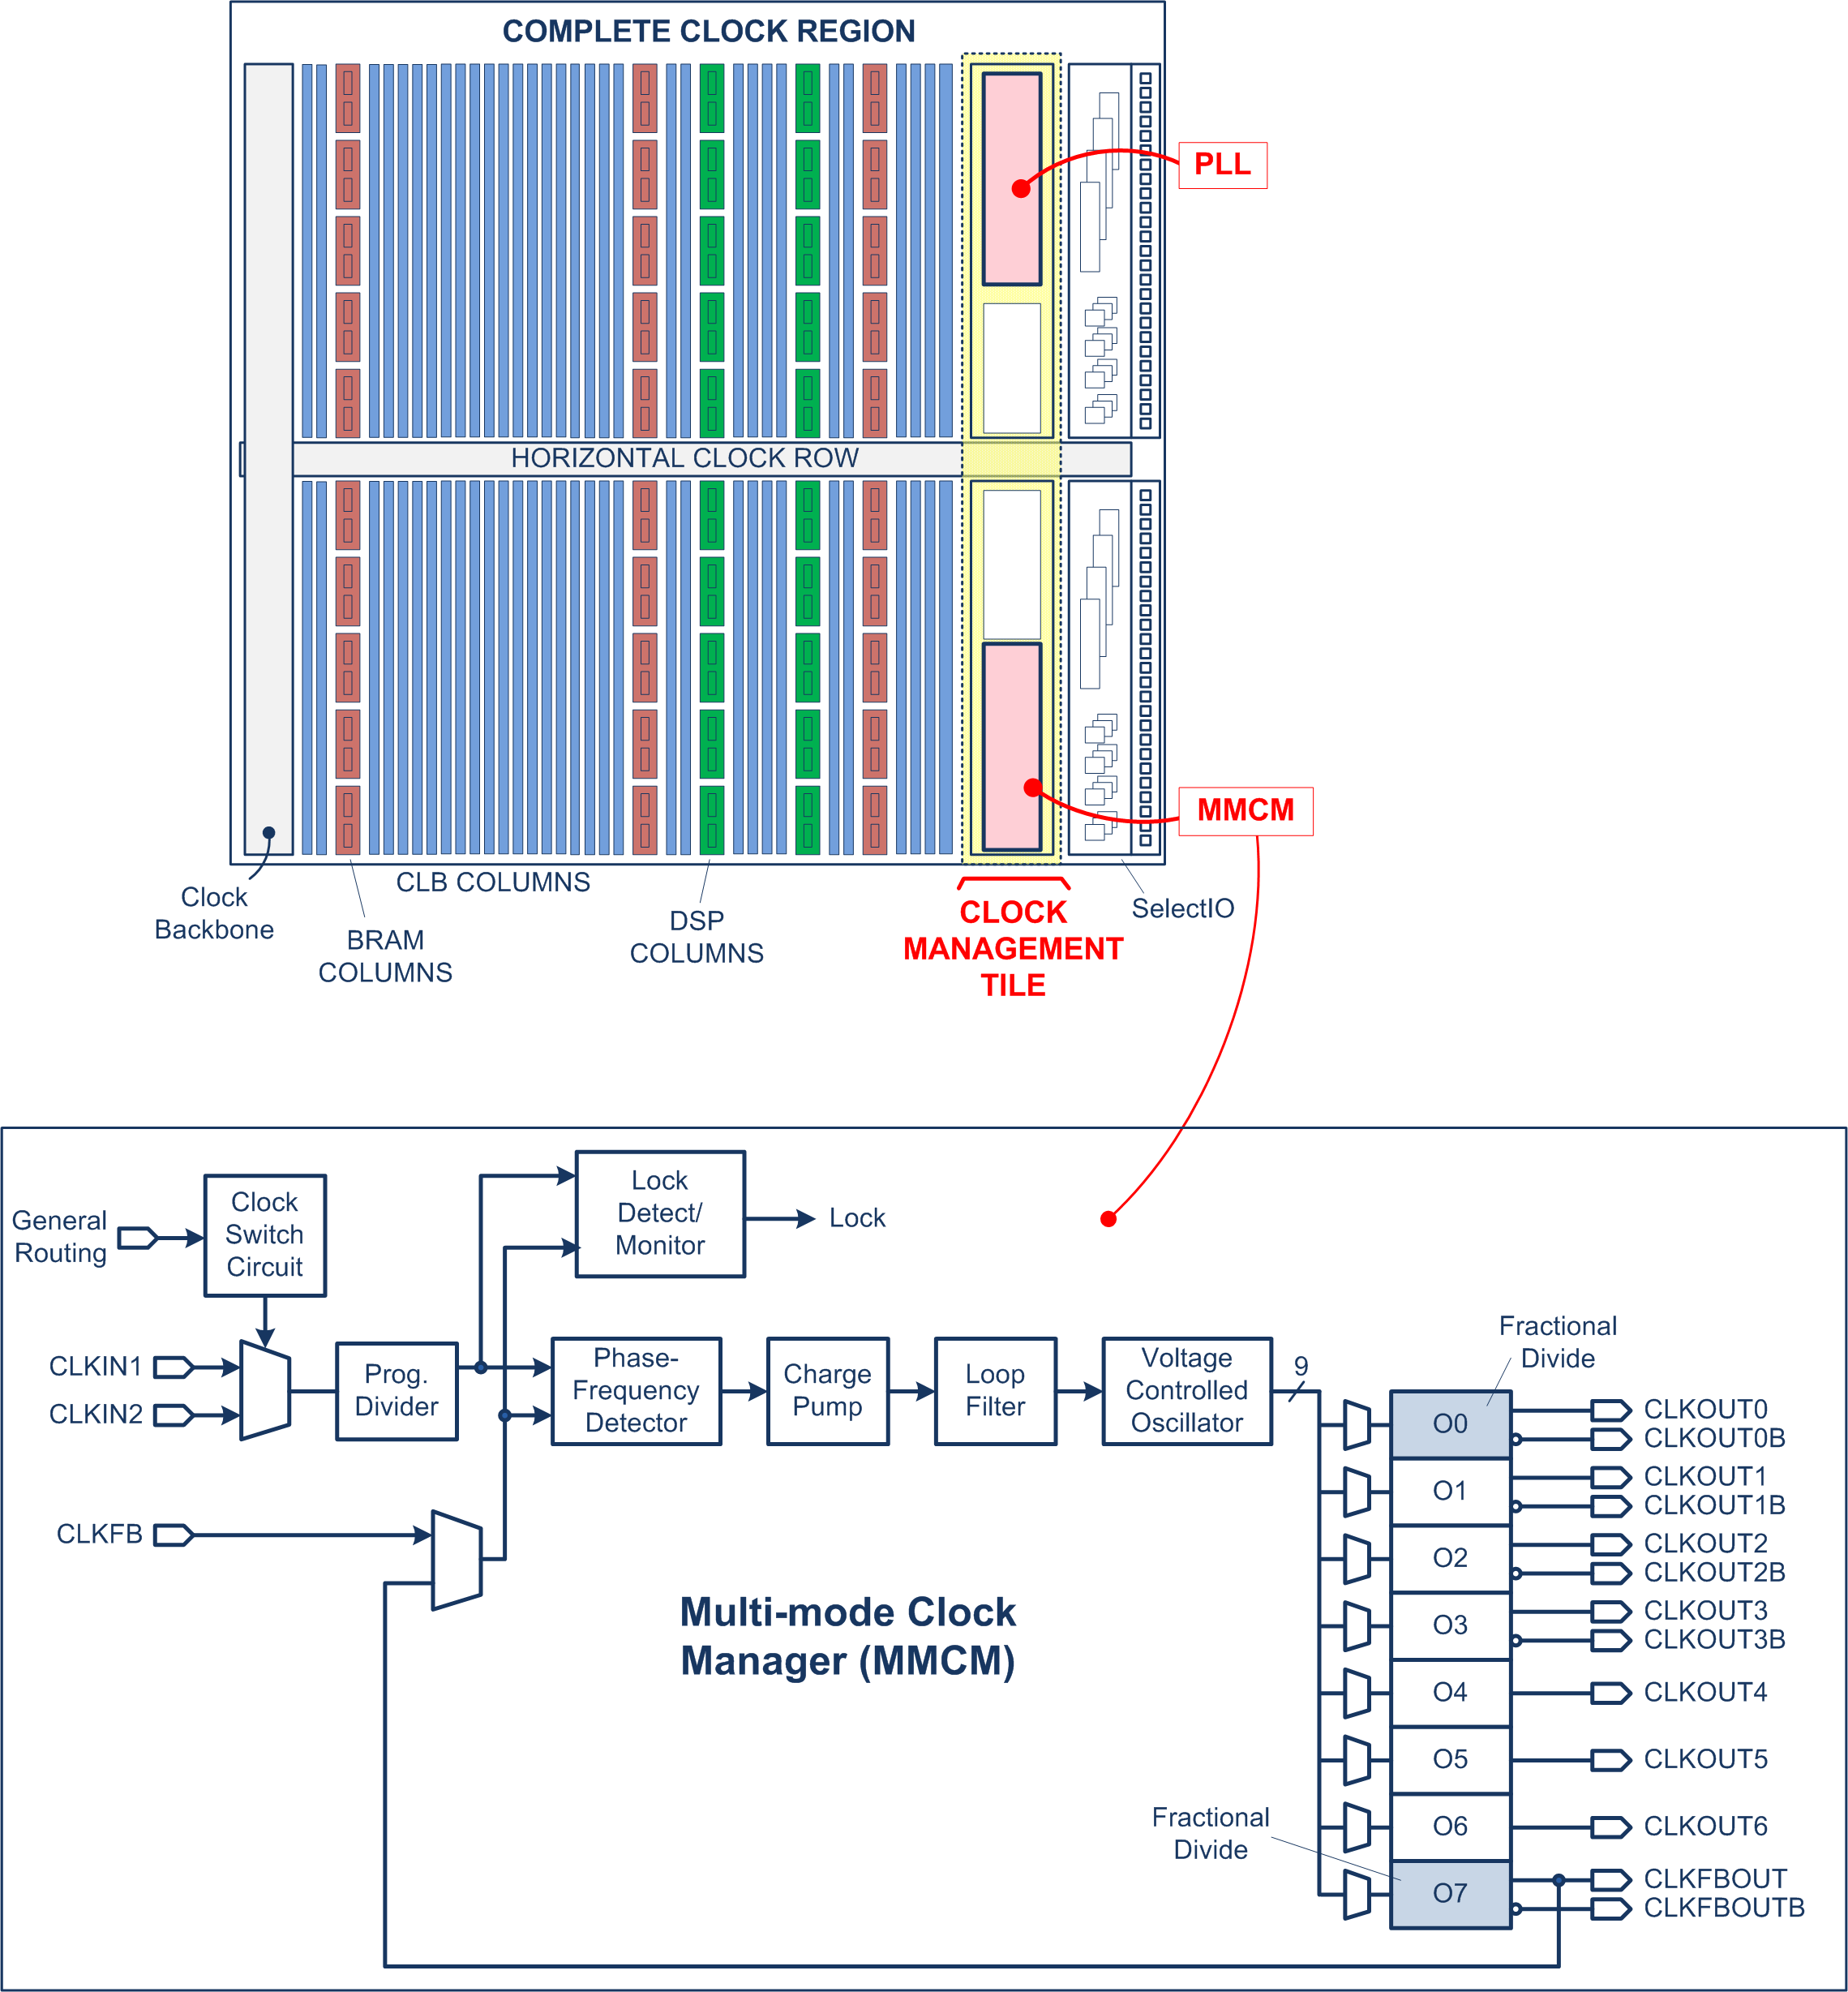 COMPLETE CLOCK REGION
PLL
HORIZONTAL CLOCK ROW
MMCM
Clock
Backbone
BRAM
COLUMNS
CLB COLUMNS
DSP
COLUMNS
CLOCK
MANAGEMENT
TILE
SelectIO
General
Routing
Clock
Switch
Circuit
Lock
Detect/
Monitor
Lock
CLKIN1
CLKIN2
Prog.
Divider
Phase-
Frequency
Detector
Charge
Pump
Loop
Filter
Voltage
Controlled
Oscillator
9
Fractional
Divide
CLKFB
Multi-mode Clock
Manager (MMCM)
O0
O1
O2
O3
O4
O5
O6
O7
Fractional
Divide
CLKOUT0
CLKOUT0B
CLKOUT1
CLKOUT1B
CLKOUT2
CLKOUT2B
CLKOUT3
CLKOUT3B
CLKOUT4
CLKOUT5
CLKOUT6
CLKFBOUT
CLKFBOUTB